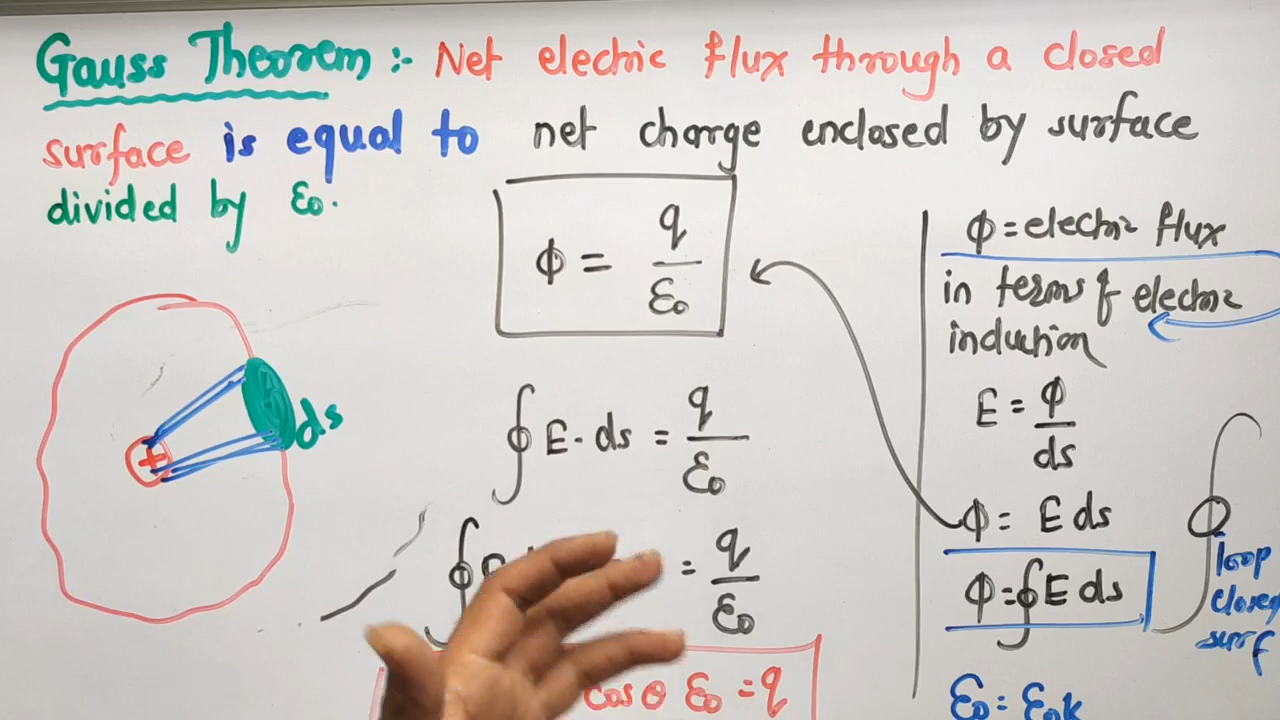 Gauss Theorem :- Net electric flux through a closed
surface is equal to net charge enclosed by surface
divided by ε₀.
ϕ = q/ε₀
∮ E · ds = q/ε₀
= q/ε₀
cos θ ε₀ = q
+
ds
ϕ = electric flux
in terms of electric
induction
E = ϕ/ds
ϕ = E ds
ϕ = ∮ E ds
ε₀ = ε₀k
∮
loop
closed
surf